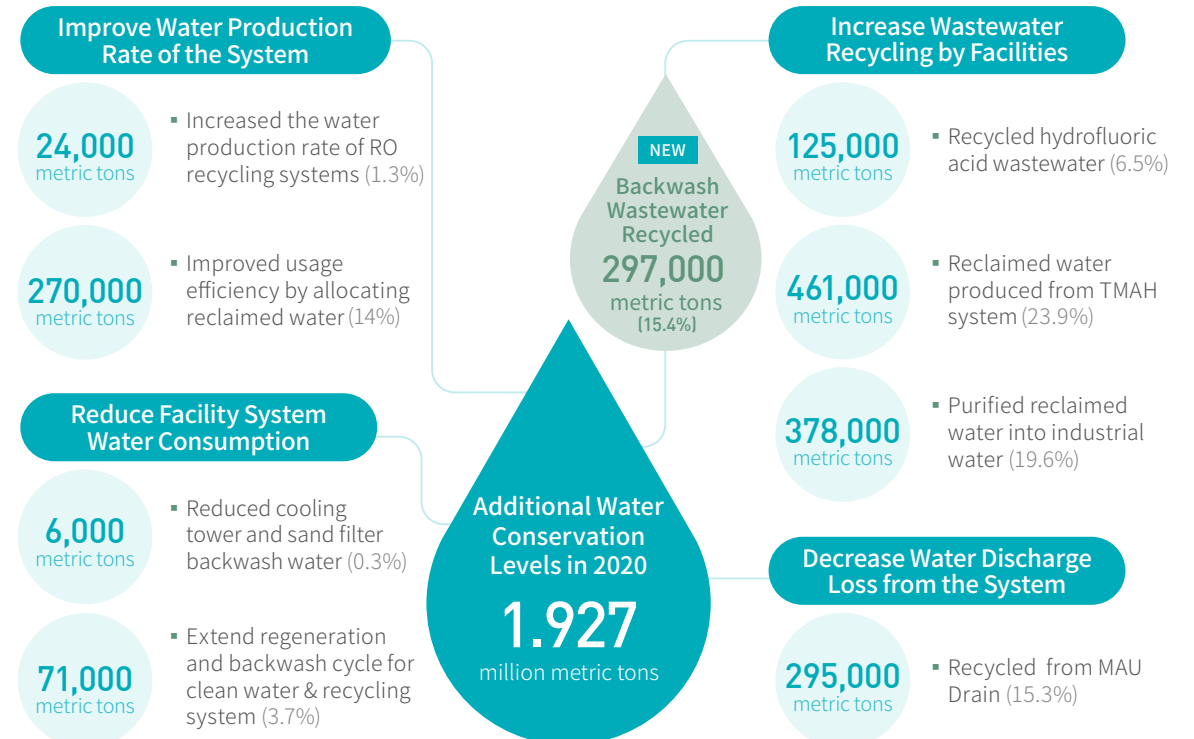 Improve Water Production
Rate of the System
24,000
metric tons
▪ Increased the water
production rate of RO
recycling systems (1.3%)
270,000
metric tons
▪ Improved usage
efficiency by allocating
reclaimed water (14%)
Reduce Facility System
Water Consumption
6,000
metric tons
▪ Reduced cooling
tower and sand filter
backwash water (0.3%)
71,000
metric tons
▪ Extend regeneration
and backwash cycle for
clean water & recycling
system (3.7%)
NEW
Backwash
Wastewater
Recycled
297,000
metric tons
(15.4%)
Additional Water
Conservation
Levels in 2020
1.927
million metric tons
Increase Wastewater
Recycling by Facilities
125,000
metric tons
▪ Recycled hydrofluoric
acid wastewater (6.5%)
461,000
metric tons
▪ Reclaimed water
produced from TMAH
system (23.9%)
378,000
metric tons
▪ Purified reclaimed
water into industrial
water (19.6%)
Decrease Water Discharge
Loss from the System
295,000
metric tons
▪ Recycled from MAU
Drain (15.3%)